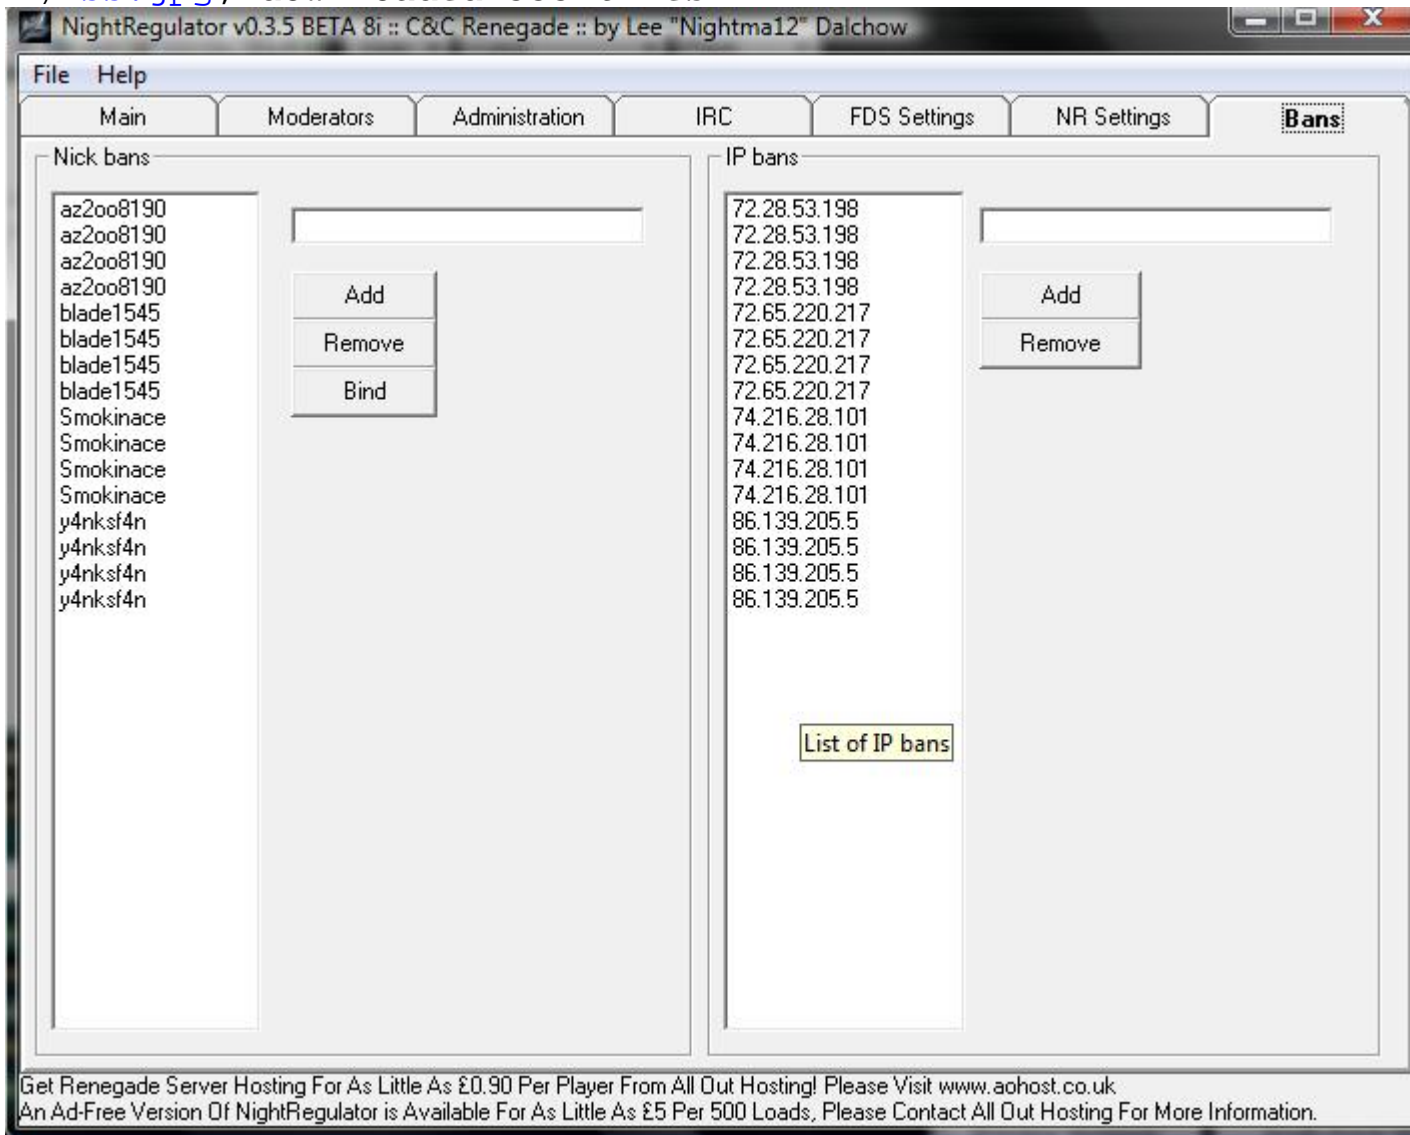 NightRegulator v0.3.5 BETA 8i :: C&C Renegade :: by Lee "Nightma12" Dalchow
File Help
Main Moderators Administration IRC FDS Settings NR Settings Bans
Nick bans
az2oo8190
az2oo8190
az2oo8190
az2oo8190
blade1545
blade1545
blade1545
blade1545
Smokinace
Smokinace
Smokinace
Smokinace
y4nksf4n
y4nksf4n
y4nksf4n
y4nksf4n
Add
Remove
Bind
IP bans
72.28.53.198
72.28.53.198
72.28.53.198
72.28.53.198
72.65.220.217
72.65.220.217
72.65.220.217
72.65.220.217
74.216.28.101
74.216.28.101
74.216.28.101
74.216.28.101
86.139.205.5
86.139.205.5
86.139.205.5
86.139.205.5
Add
Remove
List of IP bans
Get Renegade Server Hosting For As Little As £0.90 Per Player From All Out Hosting! Please Visit www.aohost.co.uk
An Ad-Free Version Of NightRegulator is Available For As Little As £5 Per 500 Loads, Please Contact All Out Hosting For More Information.